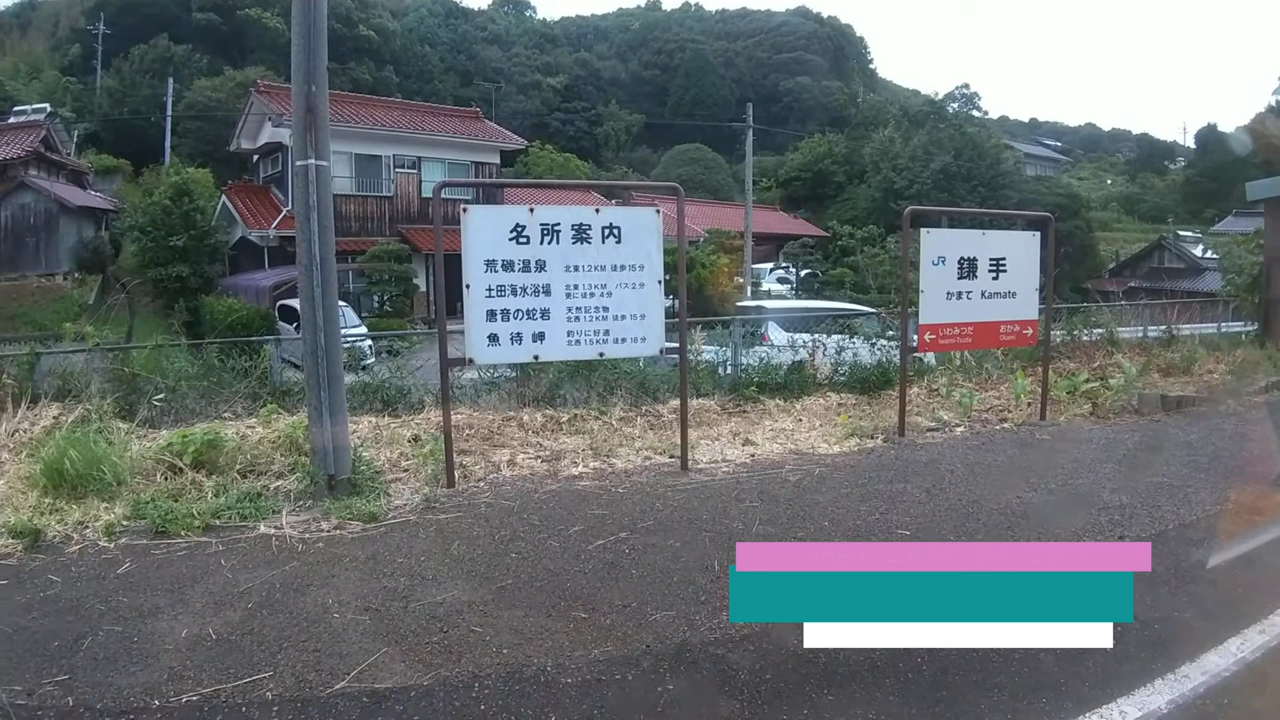 名所案内
荒磯温泉 北東1.2KM 徒歩15分
土田海水浴場 北東1.3KM バス2分
更に徒歩 4分
唐音の蛇岩 天然記念物
北西1.2KM 徒歩15分
魚待岬 釣りに好適
北西1.5KM 徒歩18分
JR 鎌手
かまて Kamate
← いわみつだ おかみ →
Iwami-Tsuda Okami